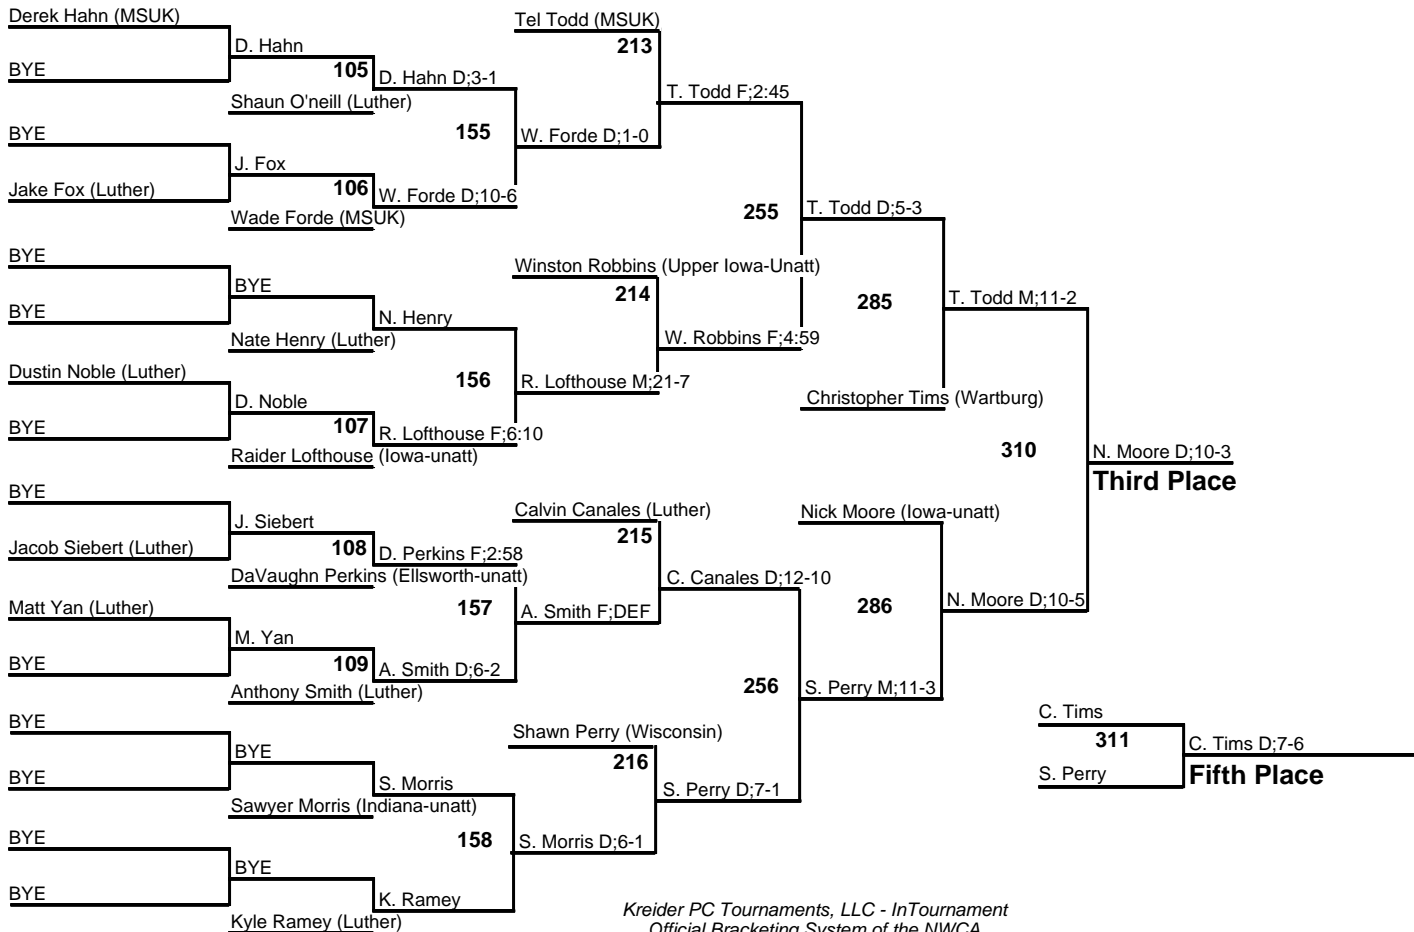 Derek Hahn (MSUK)
BYE
BYE
Jake Fox (Luther)
BYE
BYE
Dustin Noble (Luther)
BYE
BYE
Jacob Siebert (Luther)
Matt Yan (Luther)
BYE
BYE
BYE
BYE
BYE
D. Hahn
105
Shaun O'neill (Luther)
J. Fox
106
Wade Forde (MSUK)
BYE
Nate Henry (Luther)
D. Noble
107
Raider Lofthouse (Iowa-unatt)
J. Siebert
108
DaVaughn Perkins (Ellsworth-unatt)
M. Yan
109
Anthony Smith (Luther)
BYE
Sawyer Morris (Indiana-unatt)
BYE
Kyle Ramey (Luther)
D. Hahn D;3-1
155
W. Forde D;10-6
N. Henry
156
R. Lofthouse F;6:10
D. Perkins F;2:58
157
A. Smith D;6-2
S. Morris
158
K. Ramey
Tel Todd (MSUK)
213
W. Forde D;1-0
Winston Robbins (Upper Iowa-Unatt)
214
R. Lofthouse M;21-7
Calvin Canales (Luther)
215
A. Smith F;DEF
Shawn Perry (Wisconsin)
216
S. Morris D;6-1
T. Todd F;2:45
255
W. Robbins F;4:59
C. Canales D;12-10
256
S. Perry D;7-1
T. Todd D;5-3
285
Christopher Tims (Wartburg)
Nick Moore (Iowa-unatt)
286
S. Perry M;11-3
T. Todd M;11-2
310
N. Moore D;10-5
N. Moore D;10-3
Third Place
C. Tims
311
S. Perry
C. Tims D;7-6
Fifth Place
Kreider PC Tournaments, LLC - InTournament
Official Bracketing System of the NWCA